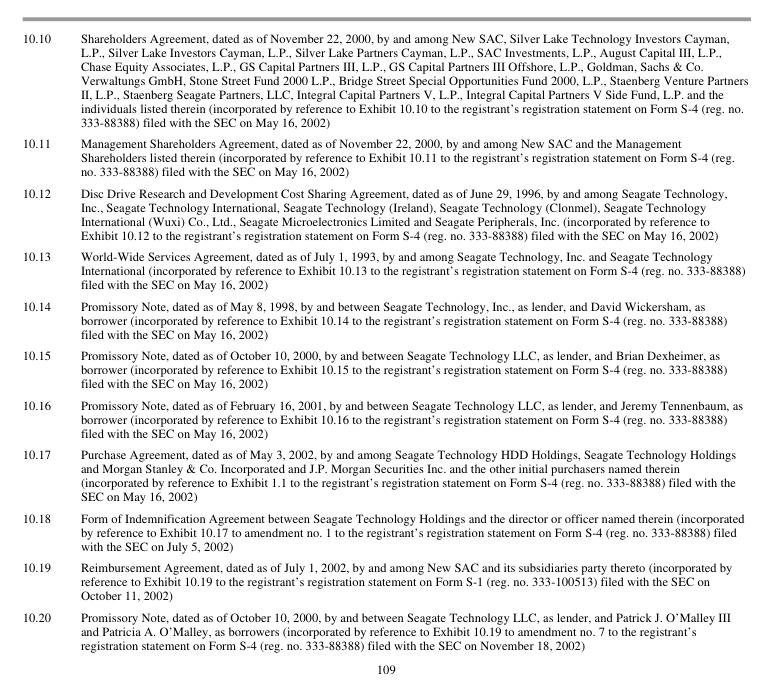 10.10 Shareholders Agreement, dated as of November 22, 2000, by and among New SAC, Silver Lake Technology Investors Cayman,
L.P., Silver Lake Investors Cayman, L.P., Silver Lake Partners Cayman, L.P., SAC Investments, L.P., August Capital III, L.P.,
Chase Equity Associates, L.P., GS Capital Partners III, L.P., GS Capital Partners III Offshore, L.P., Goldman, Sachs & Co.
Verwaltungs GmbH, Stone Street Fund 2000 L.P., Bridge Street Special Opportunities Fund 2000, L.P., Staenberg Venture Partners
II, L.P., Staenberg Seagate Partners, LLC, Integral Capital Partners V, L.P., Integral Capital Partners V Side Fund, L.P. and the
individuals listed therein (incorporated by reference to Exhibit 10.10 to the registrant's registration statement on Form S-4 (reg. no.
333-88388) filed with the SEC on May 16, 2002)
10.11 Management Shareholders Agreement, dated as of November 22, 2000, by and among New SAC and the Management
Shareholders listed therein (incorporated by reference to Exhibit 10.11 to the registrant's registration statement on Form S-4 (reg.
no. 333-88388) filed with the SEC on May 16, 2002)
10.12 Disc Drive Research and Development Cost Sharing Agreement, dated as of June 29, 1996, by and among Seagate Technology,
Inc., Seagate Technology International, Seagate Technology (Ireland), Seagate Technology (Clonmel), Seagate Technology
International (Wuxi) Co., Ltd., Seagate Microelectronics Limited and Seagate Peripherals, Inc. (incorporated by reference to
Exhibit 10.12 to the registrant's registration statement on Form S-4 (reg. no. 333-88388) filed with the SEC on May 16, 2002)
10.13 World-Wide Services Agreement, dated as of July 1, 1993, by and among Seagate Technology, Inc. and Seagate Technology
International (incorporated by reference to Exhibit 10.13 to the registrant's registration statement on Form S-4 (reg. no. 333-88388)
filed with the SEC on May 16, 2002)
10.14 Promissory Note, dated as of May 8, 1998, by and between Seagate Technology, Inc., as lender, and David Wickersham, as
borrower (incorporated by reference to Exhibit 10.14 to the registrant's registration statement on Form S-4 (reg. no. 333-88388)
filed with the SEC on May 16, 2002)
10.15 Promissory Note, dated as of October 10, 2000, by and between Seagate Technology LLC, as lender, and Brian Dexheimer, as
borrower (incorporated by reference to Exhibit 10.15 to the registrant's registration statement on Form S-4 (reg. no. 333-88388)
filed with the SEC on May 16, 2002)
10.16 Promissory Note, dated as of February 16, 2001, by and between Seagate Technology LLC, as lender, and Jeremy Tennenbaum, as
borrower (incorporated by reference to Exhibit 10.16 to the registrant's registration statement on Form S-4 (reg. no. 333-88388)
filed with the SEC on May 16, 2002)
10.17 Purchase Agreement, dated as of May 3, 2002, by and among Seagate Technology HDD Holdings, Seagate Technology Holdings
and Morgan Stanley & Co. Incorporated and J.P. Morgan Securities Inc. and the other initial purchasers named therein
(incorporated by reference to Exhibit 1.1 to the registrant's registration statement on Form S-4 (reg. no. 333-88388) filed with the
SEC on May 16, 2002)
10.18 Form of Indemnification Agreement between Seagate Technology Holdings and the director or officer named therein (incorporated
by reference to Exhibit 10.17 to amendment no. 1 to the registrant's registration statement on Form S-4 (reg. no. 333-88388) filed
with the SEC on July 5, 2002)
10.19 Reimbursement Agreement, dated as of July 1, 2002, by and among New SAC and its subsidiaries party thereto (incorporated by
reference to Exhibit 10.19 to the registrant's registration statement on Form S-1 (reg. no. 333-100513) filed with the SEC on
October 11, 2002)
10.20 Promissory Note, dated as of October 10, 2000, by and between Seagate Technology LLC, as lender, and Patrick J. O'Malley III
and Patricia A. O'Malley, as borrowers (incorporated by reference to Exhibit 10.19 to amendment no. 7 to the registrant's
registration statement on Form S-4 (reg. no. 333-88388) filed with the SEC on November 18, 2002)
109